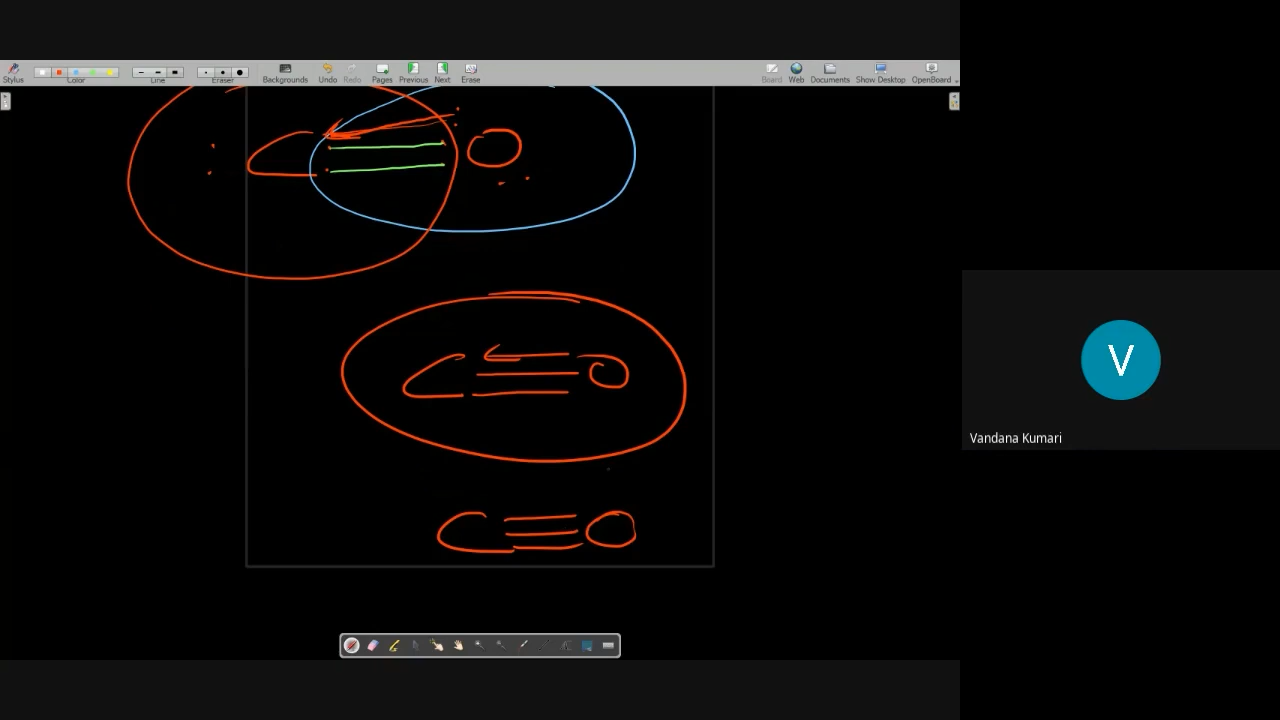 Stylus Color Line Eraser Backgrounds Undo Redo Pages Previous Next Erase Board Web Documents Show Desktop OpenBoard
C O
C O
C≡O
V
Vandana Kumari